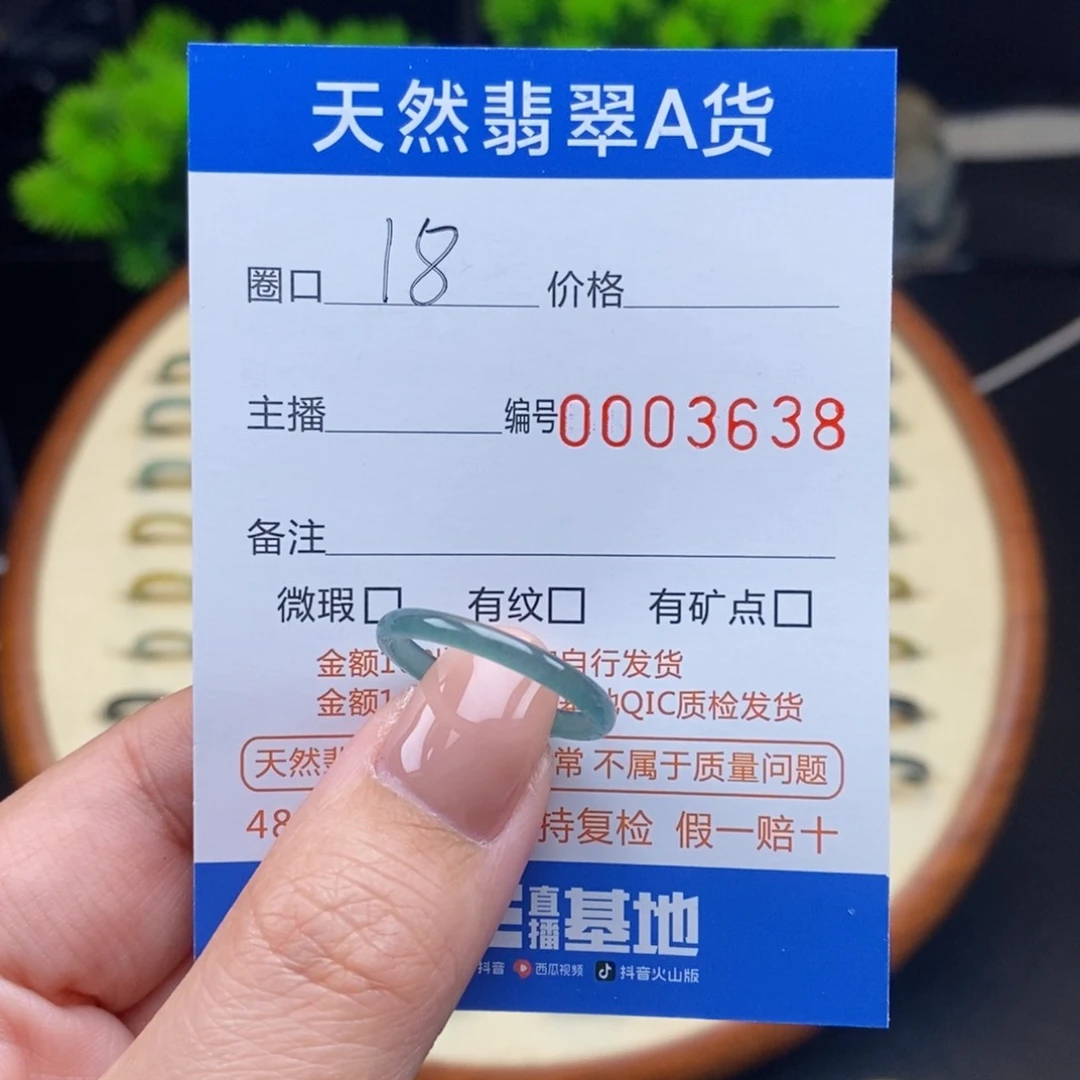 天然翡翠A货
圈口 18 价格
主播 编号0003638
备注
微瑕□ 有纹□ 有矿点□
金额1 自行发货
金额1 地QIC质检发货
天然 常 不属于质量问题
48 持复检 假一赔十
直播基地
抖音 西瓜视频 抖音火山版